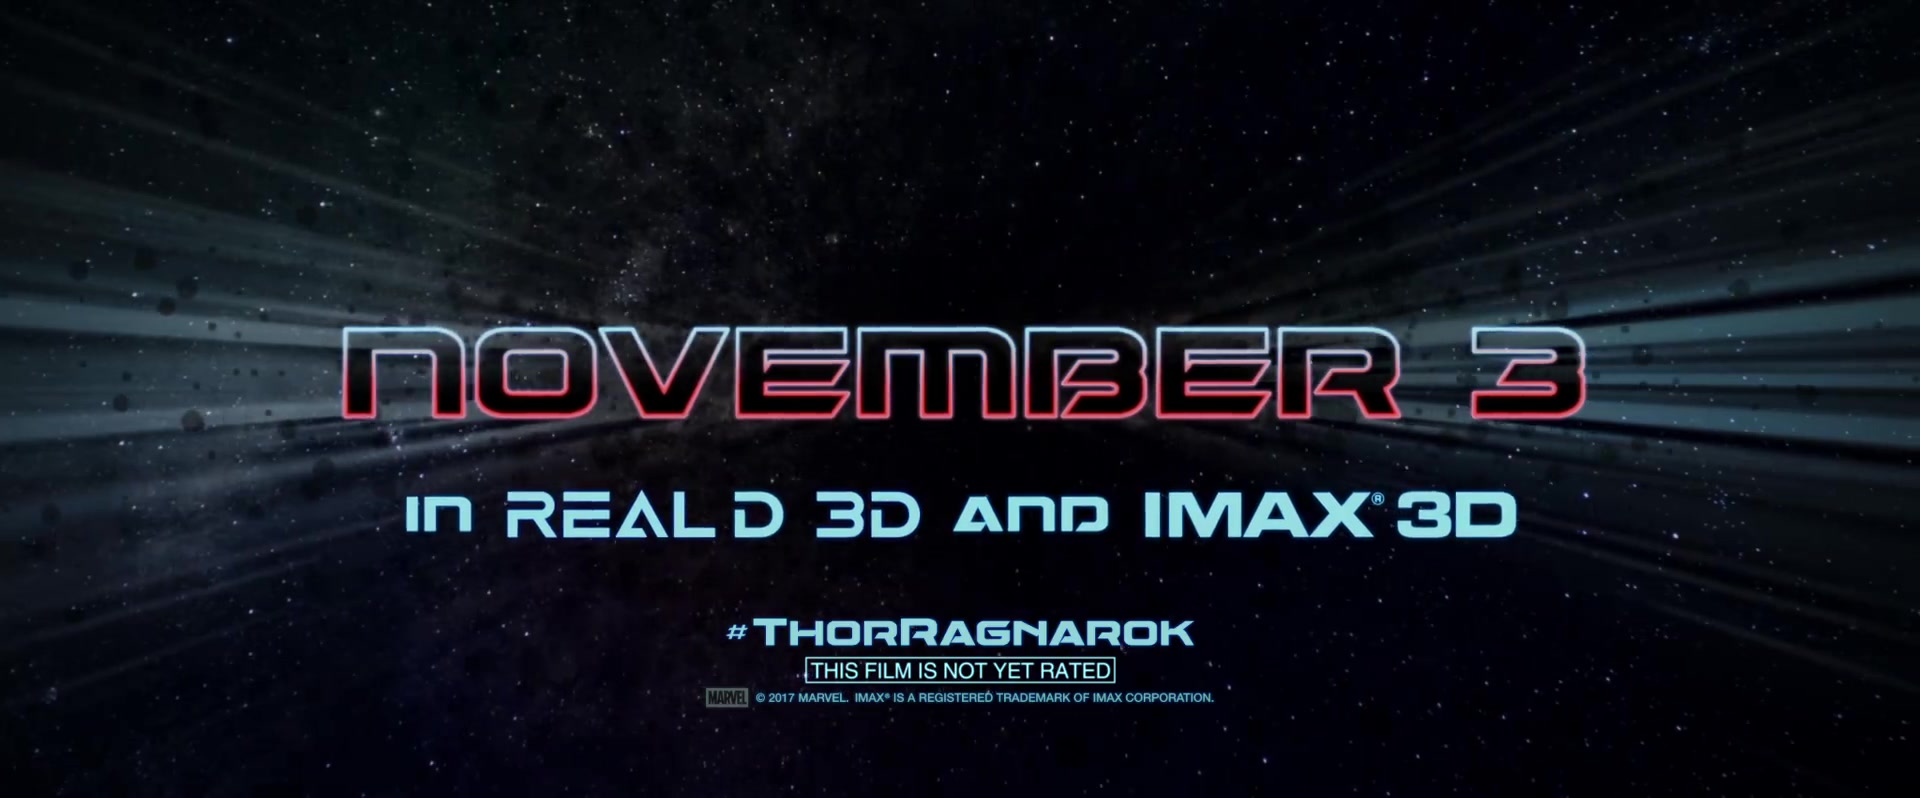 NOVEMBER 3
IN REALD 3D AND IMAX® 3D
#THORRAGNAROK
THIS FILM IS NOT YET RATED
MARVEL © 2017 MARVEL. IMAX® IS A REGISTERED TRADEMARK OF IMAX CORPORATION.